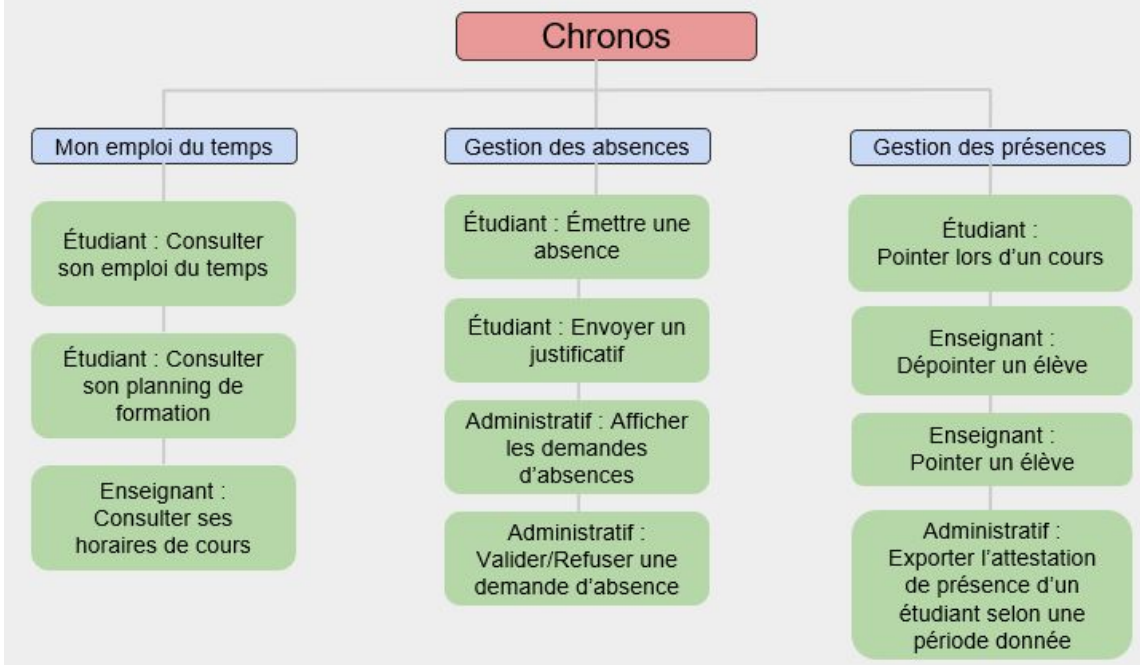 Chronos
Mon emploi du temps
Étudiant : Consulter
son emploi du temps
Étudiant : Consulter
son planning de
formation
Enseignant :
Consulter ses
horaires de cours
Gestion des absences
Étudiant : Émettre une
absence
Étudiant : Envoyer un
justificatif
Administratif : Afficher
les demandes
d'absences
Administratif :
Valider/Refuser une
demande d'absence
Gestion des présences
Étudiant :
Pointer lors d'un cours
Enseignant :
Dépointer un élève
Enseignant :
Pointer un élève
Administratif :
Exporter l'attestation
de présence d'un
étudiant selon une
période donnée